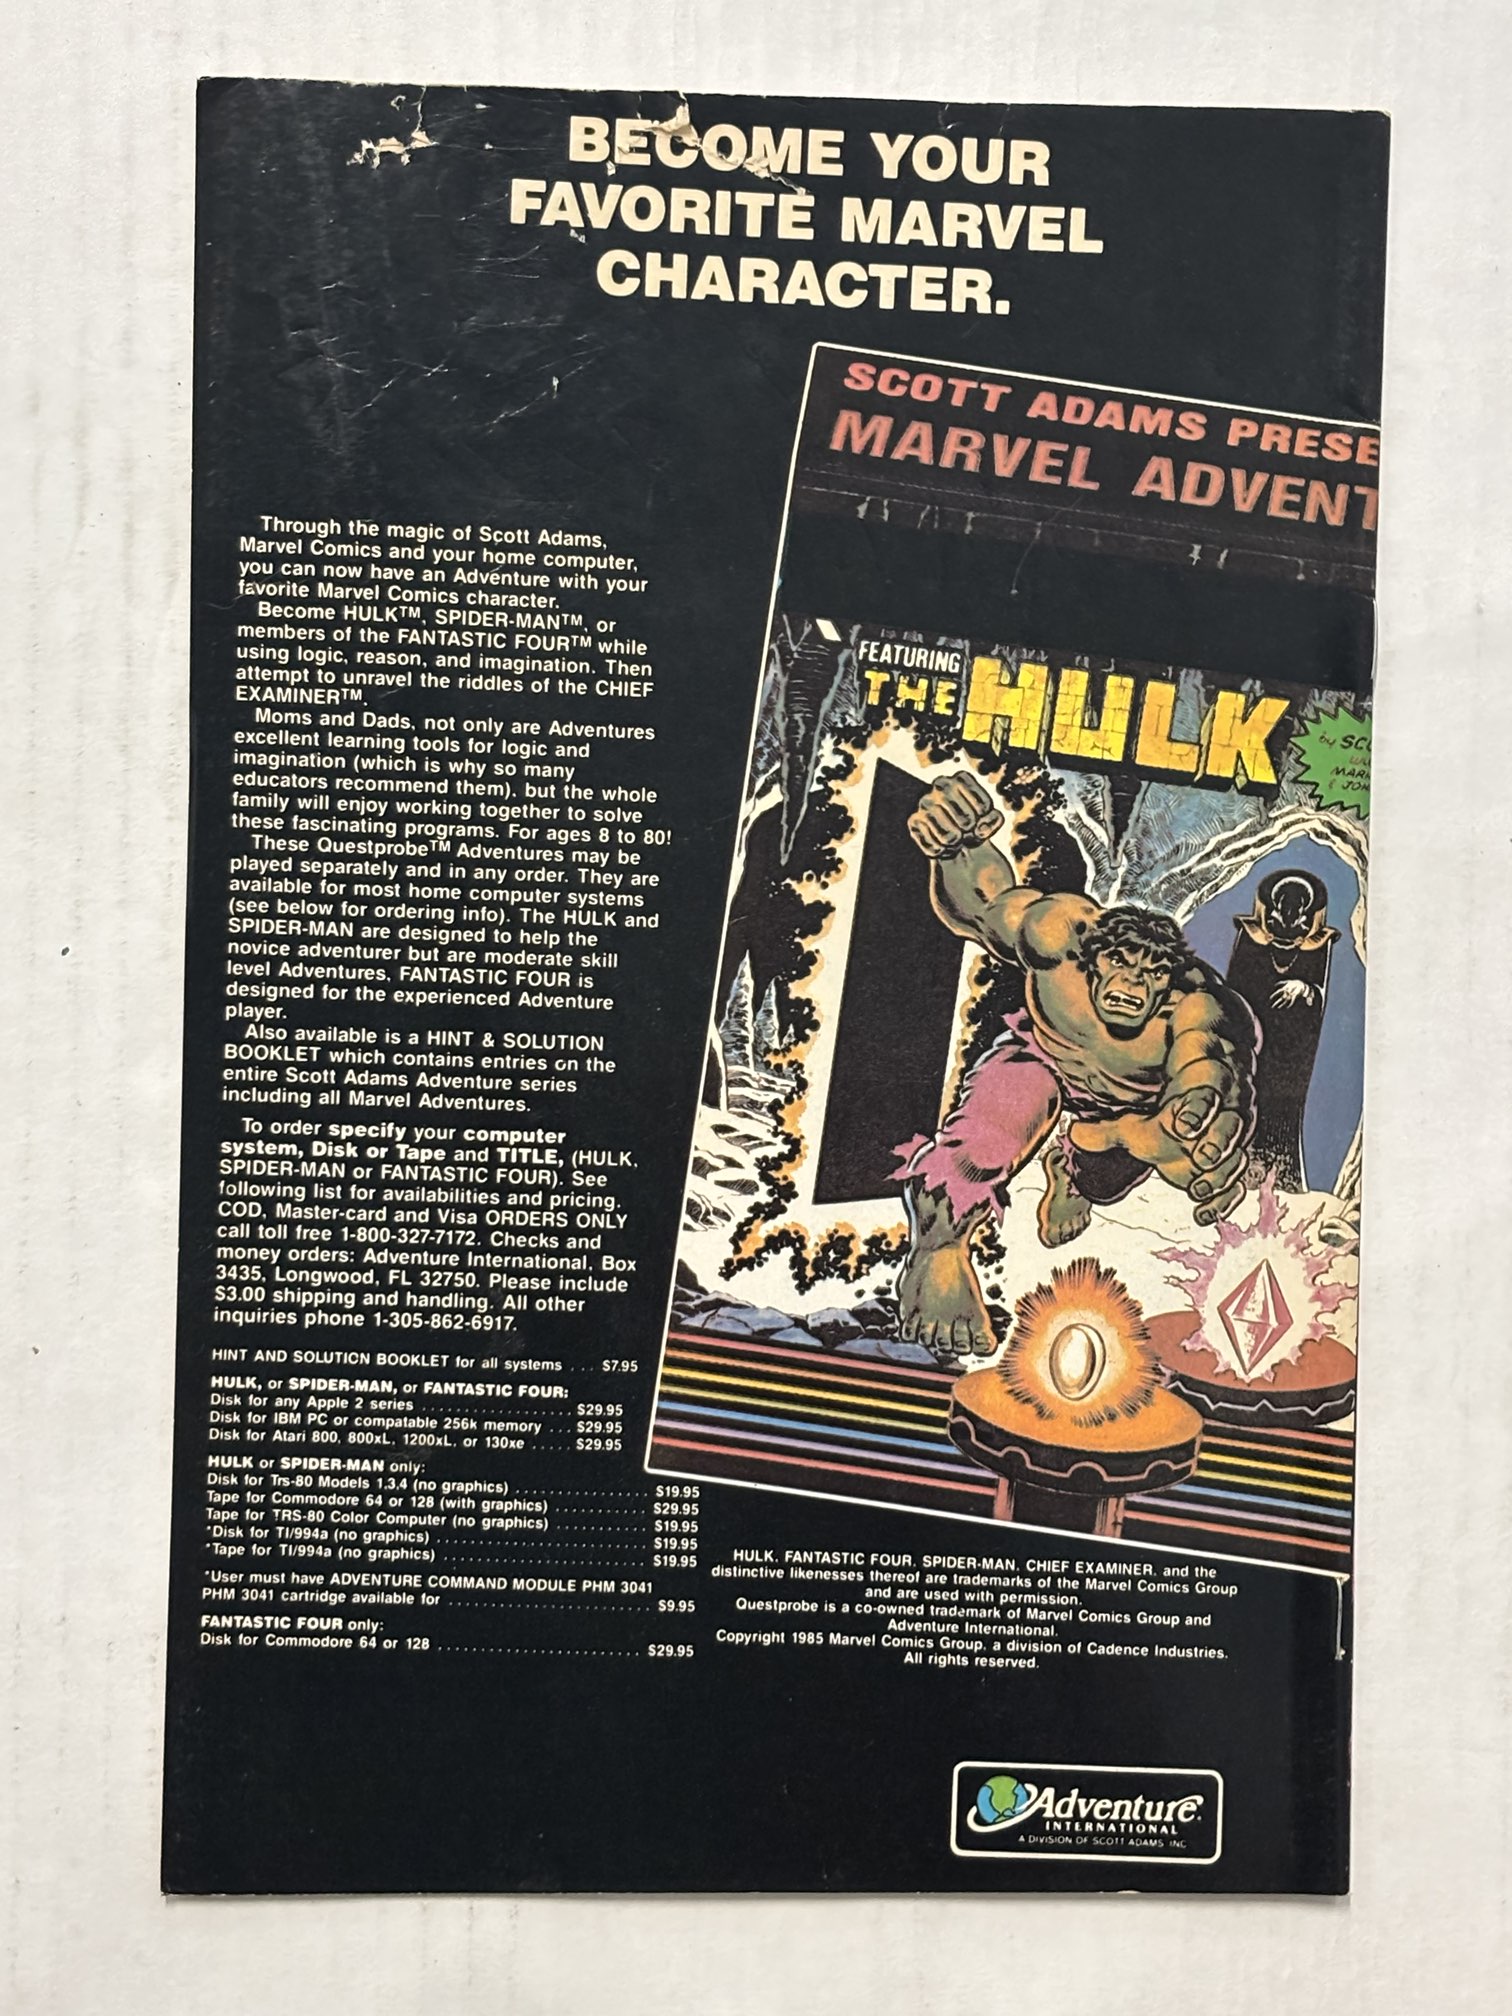 BECOME YOUR
FAVORITE MARVEL
CHARACTER.
SCOTT ADAMS PRESE
MARVEL ADVENT
FEATURING
THE HULK
by SCO
MARK
& JOH
Through the magic of Scott Adams,
Marvel Comics and your home computer,
you can now have an Adventure with your
favorite Marvel Comics character.
Become HULK™, SPIDER-MAN™, or
members of the FANTASTIC FOUR™ while
using logic, reason, and imagination. Then
attempt to unravel the riddles of the CHIEF
EXAMINER™.
Moms and Dads, not only are Adventures
excellent learning tools for logic and
imagination (which is why so many
educators recommend them), but the whole
family will enjoy working together to solve
these fascinating programs. For ages 8 to 80!
These Questprobe™ Adventures may be
played separately and in any order. They are
available for most home computer systems
(see below for ordering info). The HULK and
SPIDER-MAN are designed to help the
novice adventurer but are moderate skill
level Adventures, FANTASTIC FOUR is
designed for the experienced Adventure
player.
Also available is a HINT & SOLUTION
BOOKLET which contains entries on the
entire Scott Adams Adventure series
including all Marvel Adventures.
To order specify your computer
system, Disk or Tape and TITLE, (HULK,
SPIDER-MAN or FANTASTIC FOUR). See
following list for availabilities and pricing.
COD, Master-card and Visa ORDERS ONLY
call toll free 1-800-327-7172. Checks and
money orders: Adventure International, Box
3435, Longwood, FL 32750. Please include
$3.00 shipping and handling. All other
inquiries phone 1-305-862-6917.
HINT AND SOLUTION BOOKLET for all systems . . . $7.95
HULK, or SPIDER-MAN, or FANTASTIC FOUR:
Disk for any Apple 2 series . . . . . . . . . . . . . . . . . . $29.95
Disk for IBM PC or compatable 256k memory . . . $29.95
Disk for Atari 800, 800xL, 1200xL, or 130xe . . . . . $29.95
HULK or SPIDER-MAN only:
Disk for Trs-80 Models 1,3,4 (no graphics) . . . . . . . . . . . . . . . . $19.95
Tape for Commodore 64 or 128 (with graphics) . . . . . . . . . . . $29.95
Tape for TRS-80 Color Computer (no graphics) . . . . . . . . . . . $19.95
*Disk for TI/994a (no graphics) . . . . . . . . . . . . . . . . . . . . . . . . . $19.95
*Tape for TI/994a (no graphics) . . . . . . . . . . . . . . . . . . . . . . . . $19.95
*User must have ADVENTURE COMMAND MODULE PHM 3041
PHM 3041 cartridge available for . . . . . . . . . . . . . . . . . . . . . . . . $9.95
FANTASTIC FOUR only:
Disk for Commodore 64 or 128 . . . . . . . . . . . . . . . . . . . . . . . . $29.95
HULK, FANTASTIC FOUR, SPIDER-MAN, CHIEF EXAMINER, and the
distinctive likenesses thereof are trademarks of the Marvel Comics Group
and are used with permission.
Questprobe is a co-owned trademark of Marvel Comics Group and
Adventure International.
Copyright 1985 Marvel Comics Group, a division of Cadence Industries.
All rights reserved.
Adventure
INTERNATIONAL
A DIVISION OF SCOTT ADAMS INC